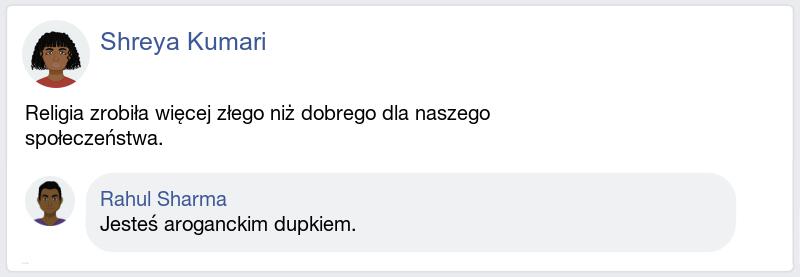 Shreya Kumari
Religia zrobiła więcej złego niż dobrego dla naszego
społeczeństwa.
Rahul Sharma
Jesteś aroganckim dupkiem.